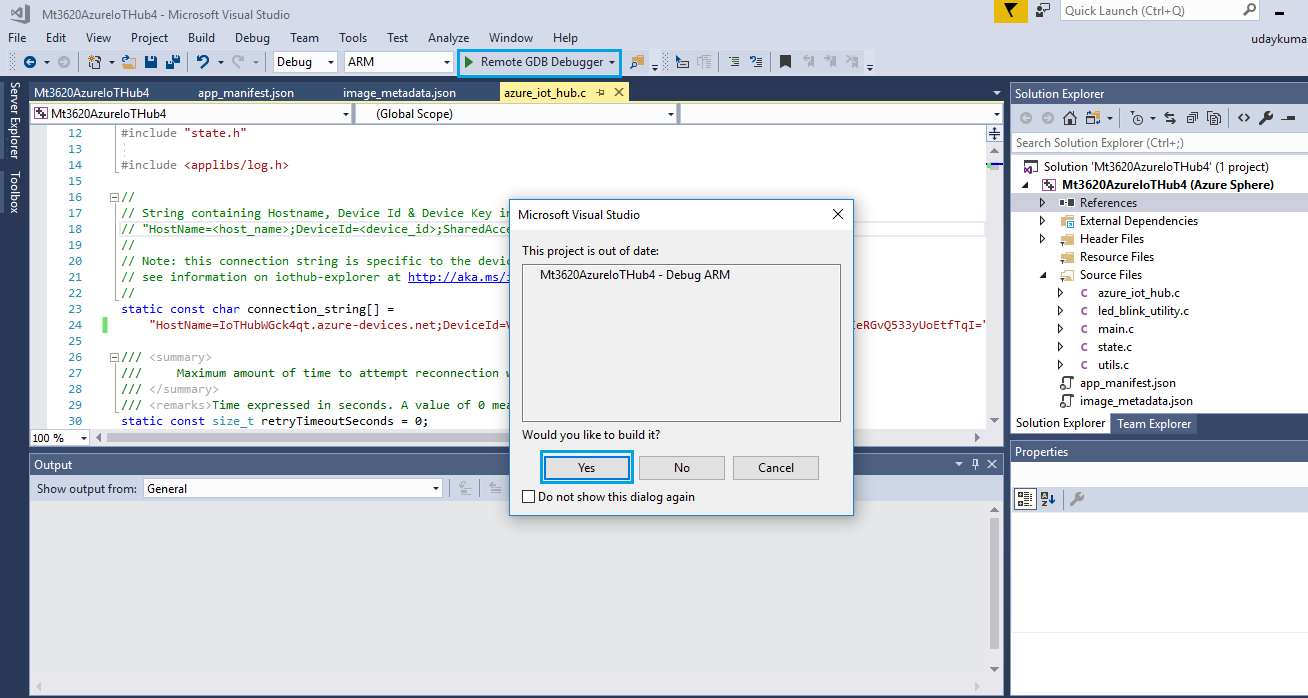 Mt3620AzureIoTHub4 - Microsoft Visual Studio
Quick Launch (Ctrl+Q)
File Edit View Project Build Debug Team Tools Test Analyze Window Help
udaykuma
Debug ARM Remote GDB Debugger
Server Explorer
Toolbox
Mt3620AzureIoTHub4 app_manifest.json image_metadata.json azure_iot_hub.c
Mt3620AzureIoTHub4 (Global Scope)
12 #include "state.h"
13
14 #include <applibs/log.h>
15
16 //
17 // String containing Hostname, Device Id & Device Key in
18 // "HostName=<host_name>;DeviceId=<device_id>;SharedAcce
19 //
20 // Note: this connection string is specific to the devic
21 // see information on iothub-explorer at http://aka.ms/i
22 //
23 static const char connection_string[] =
24 "HostName=IoTHubWGck4qt.azure-devices.net;DeviceId=V eRGvQ533yUoEtfTqI="
25
26 /// <summary>
27 /// Maximum amount of time to attempt reconnection w
28 /// </summary>
29 /// <remarks>Time expressed in seconds. A value of 0 mea
30 static const size_t retryTimeoutSeconds = 0;
100 %
Microsoft Visual Studio
This project is out of date:
Mt3620AzureIoTHub4 - Debug ARM
Would you like to build it?
Yes No Cancel
Do not show this dialog again
Output
Show output from: General
Solution Explorer
Search Solution Explorer (Ctrl+;)
Solution 'Mt3620AzureIoTHub4' (1 project)
Mt3620AzureIoTHub4 (Azure Sphere)
References
External Dependencies
Header Files
Resource Files
Source Files
C azure_iot_hub.c
C led_blink_utility.c
C main.c
C state.c
C utils.c
app_manifest.json
image_metadata.json
Solution Explorer Team Explorer
Properties